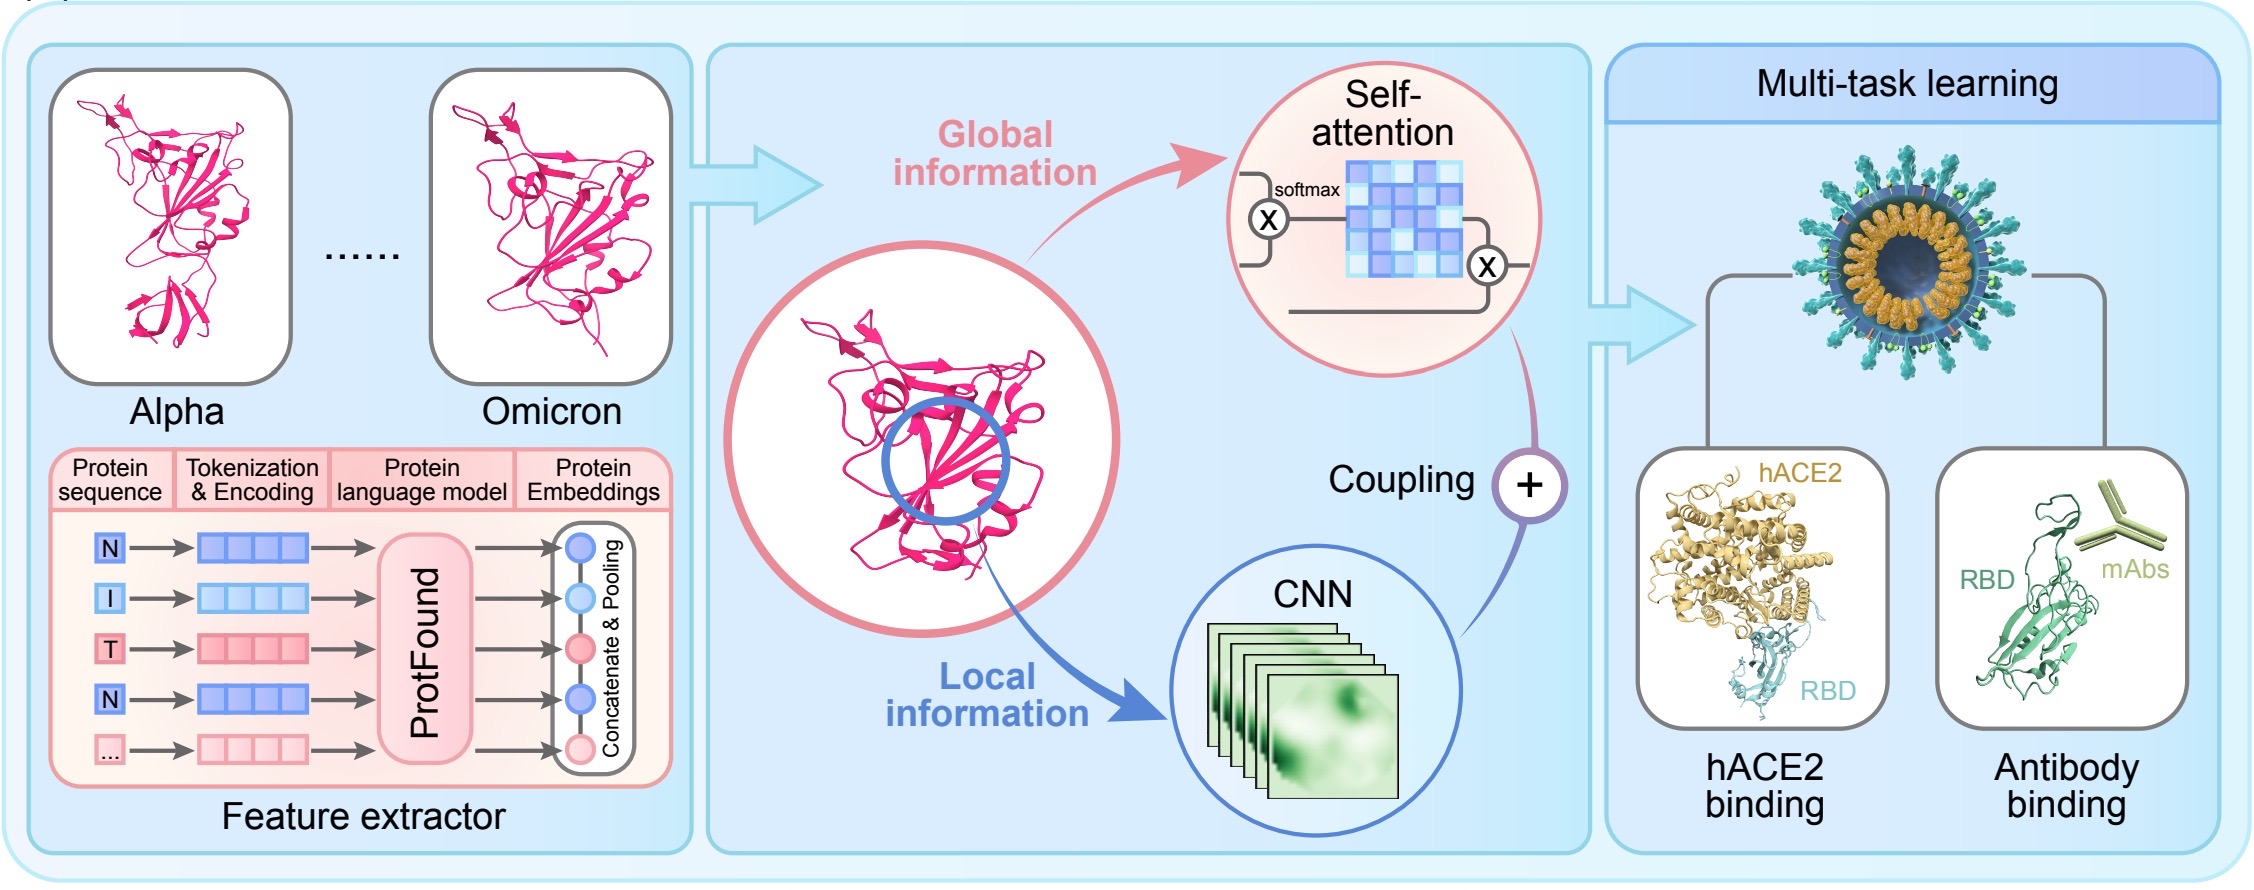 Alpha
......
Omicron
Protein
sequence
Tokenization
& Encoding
Protein
language model
Protein
Embeddings
N
I
T
N
...
ProtFound
Concatenate & Pooling
Feature extractor
Global
information
Self-
attention
softmax
X
X
Coupling
+
Local
information
CNN
Multi-task learning
hACE2
RBD
hACE2
binding
RBD
mAbs
Antibody
binding